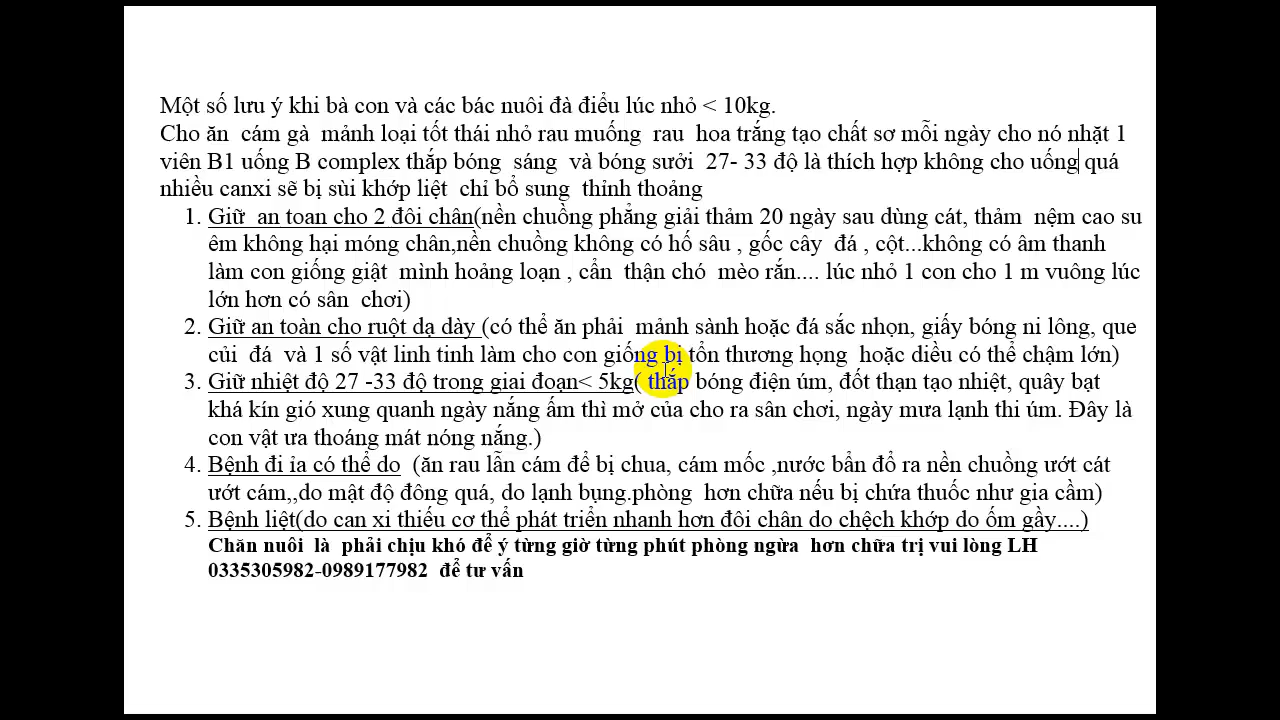 Một số lưu ý khi bà con và các bác nuôi đà điểu lúc nhỏ < 10kg.
Cho ăn cám gà mảnh loại tốt thái nhỏ rau muống rau hoa trắng tạo chất sơ mỗi ngày cho nó nhặt 1
viên B1 uống B complex thắp bóng sáng và bóng sưởi 27- 33 độ là thích hợp không cho uống quá
nhiều canxi sẽ bị sùi khớp liệt chỉ bổ sung thỉnh thoảng
1. Giữ an toan cho 2 đôi chân(nền chuồng phẳng giải thảm 20 ngày sau dùng cát, thảm nệm cao su
êm không hại móng chân,nền chuồng không có hố sâu , gốc cây đá , cột...không có âm thanh
làm con giống giật mình hoảng loạn , cẩn thận chó mèo rắn.... lúc nhỏ 1 con cho 1 m vuông lúc
lớn hơn có sân chơi)
2. Giữ an toàn cho ruột dạ dày (có thể ăn phải mảnh sành hoặc đá sắc nhọn, giấy bóng ni lông, que
củi đá và 1 số vật linh tinh làm cho con giống bị tổn thương họng hoặc diều có thể chậm lớn)
3. Giữ nhiệt độ 27 -33 độ trong giai đoạn< 5kg( thắp bóng điện úm, đốt thạn tạo nhiệt, quây bạt
khá kín gió xung quanh ngày nắng ấm thì mở của cho ra sân chơi, ngày mưa lạnh thi úm. Đây là
con vật ưa thoáng mát nóng nắng.)
4. Bệnh đi ỉa có thể do (ăn rau lẫn cám để bị chua, cám mốc ,nước bẩn đổ ra nền chuồng ướt cát
ướt cám,,do mật độ đông quá, do lạnh bụng.phòng hơn chữa nếu bị chứa thuốc như gia cầm)
5. Bệnh liệt(do can xi thiếu cơ thể phát triển nhanh hơn đôi chân do chệch khớp do ốm gầy....)
Chăn nuôi là phải chịu khó để ý từng giờ từng phút phòng ngừa hơn chữa trị vui lòng LH
0335305982-0989177982 để tư vấn